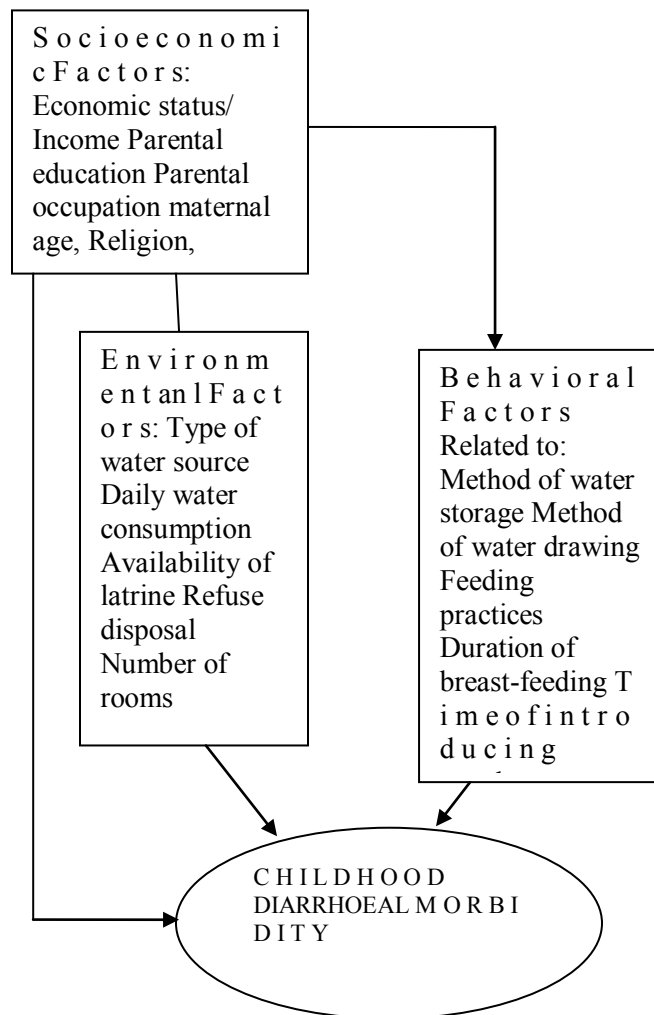 S o c i o e c o n o m i
c F a c t o r s:
Economic status/
Income Parental
education Parental
occupation maternal
age, Religion,
E n v i r o n m
e n t an l F a c t
o r s: Type of
water source
Daily water
consumption
Availability of
latrine Refuse
disposal
Number of
rooms
B e h a v i o r a l
F a c t o r s
Related to:
Method of water
storage Method
of water drawing
Feeding
practices
Duration of
breast-feeding T
i m e o f i n t r o
d u c i n g
C H I L D H O O D
DIARRHOEAL M O R B I
D I T Y